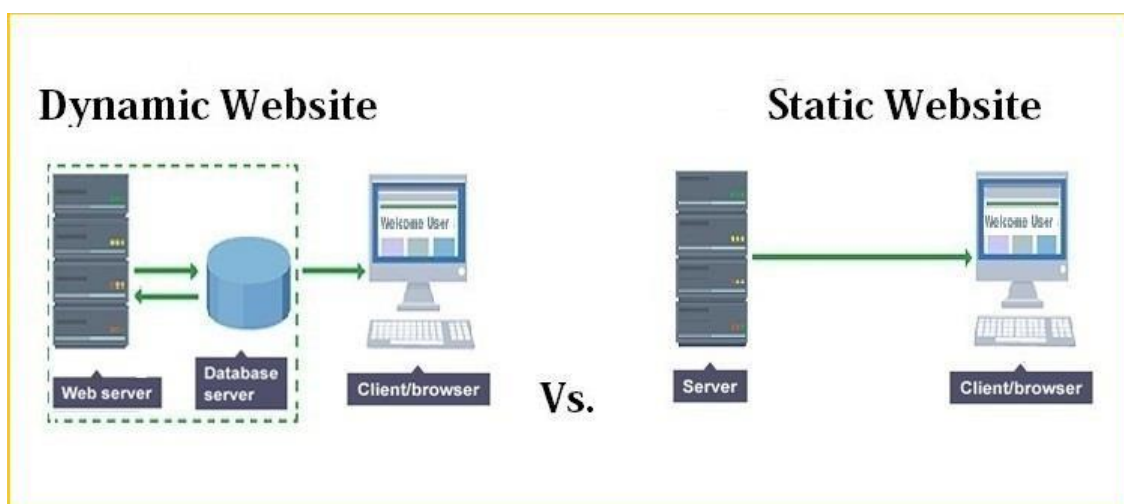 Dynamic Website
Static Website
Welcome User
Welcome User
Web server
Database
server
Client/browser
Vs.
Server
Client/browser